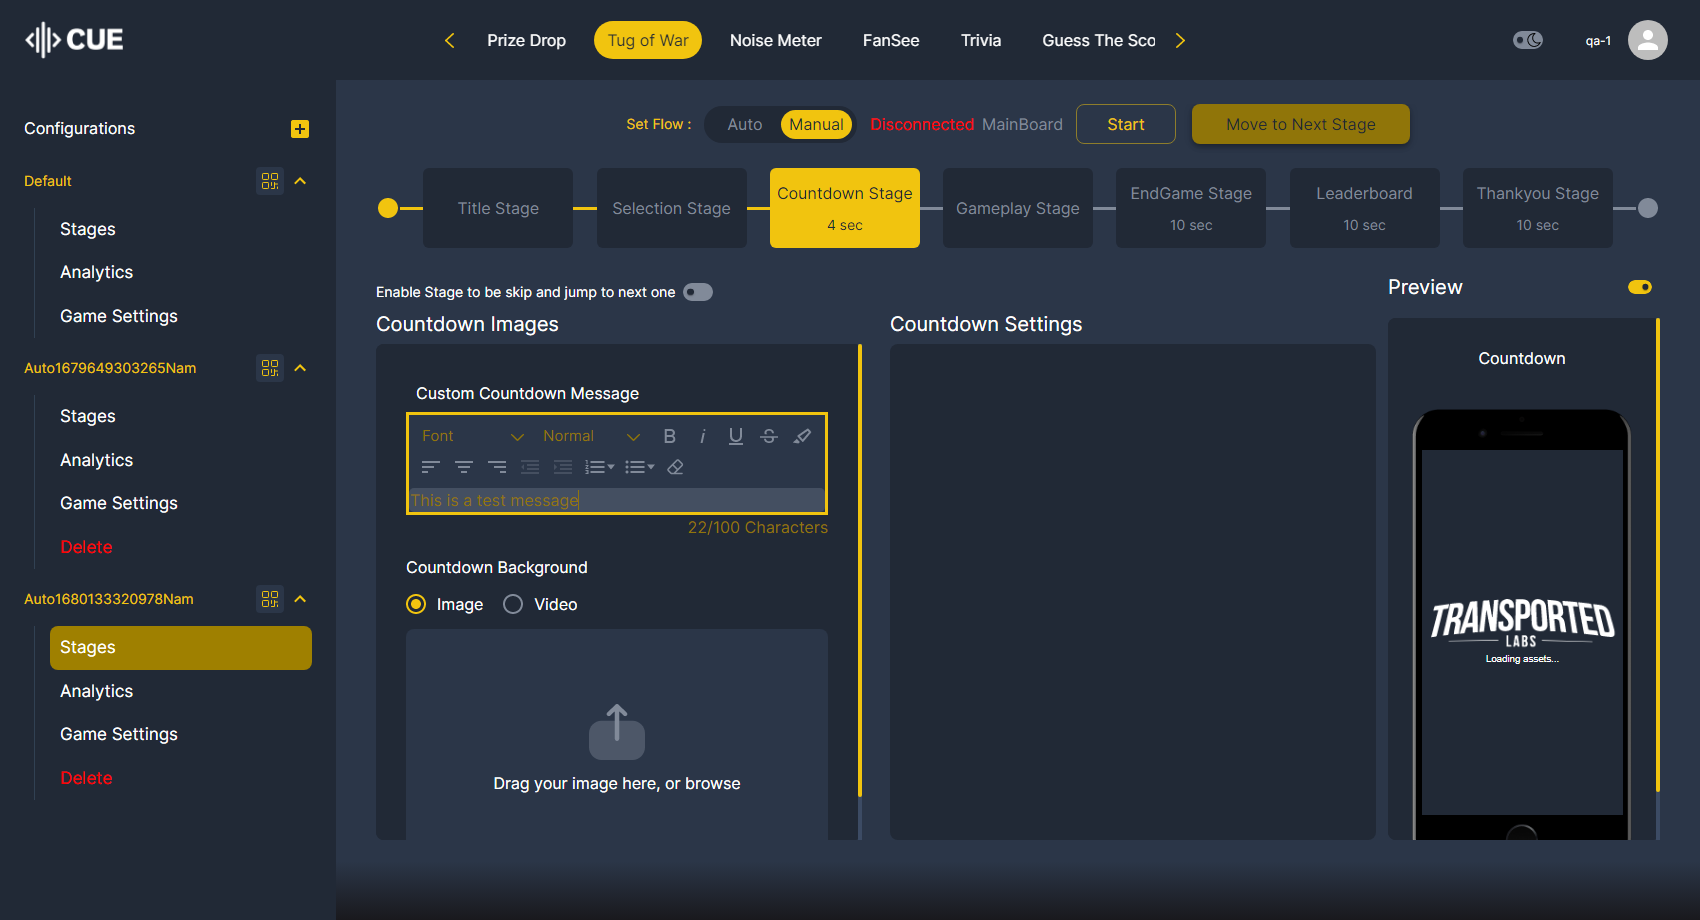 CUE
Prize Drop
Tug of War
Noise Meter
FanSee
Trivia
Guess The Sco
qa-1
Configurations
Default
Stages
Analytics
Game Settings
Auto1679649303265Nam
Stages
Analytics
Game Settings
Delete
Auto1680133320978Nam
Stages
Analytics
Game Settings
Delete
Set Flow :
Auto
Manual
Disconnected MainBoard
Start
Move to Next Stage
Title Stage
Selection Stage
Countdown Stage
4 sec
Gameplay Stage
EndGame Stage
10 sec
Leaderboard
10 sec
Thankyou Stage
10 sec
Enable Stage to be skip and jump to next one
Countdown Images
Custom Countdown Message
Font
Normal
This is a test message
22/100 Characters
Countdown Background
Image
Video
Drag your image here, or browse
Countdown Settings
Preview
Countdown
TRANSPORTED
LABS
Loading assets...